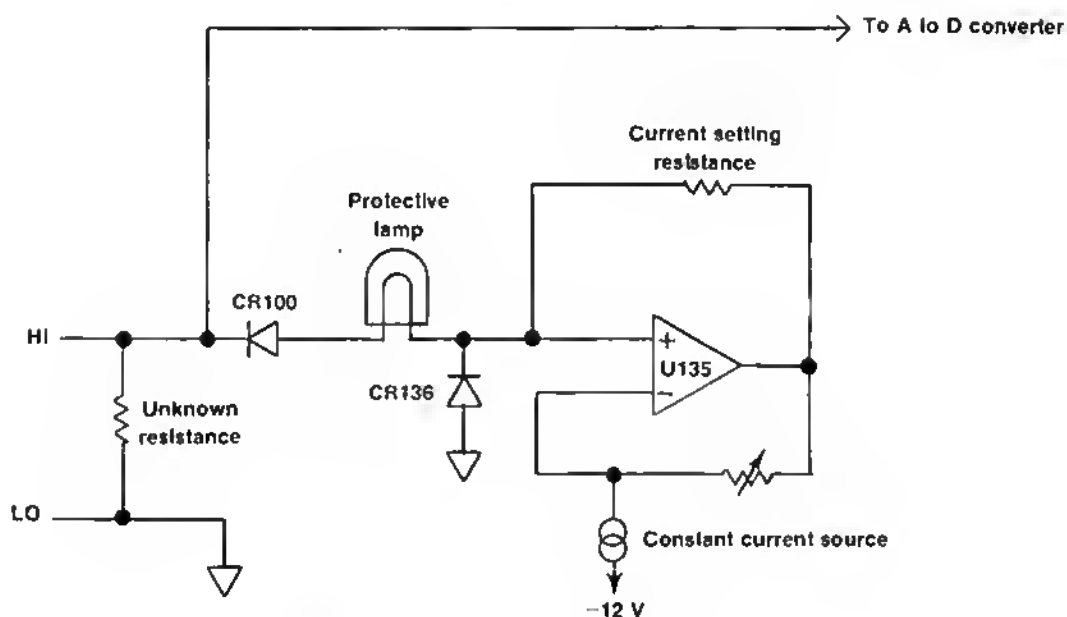 To A to D converter
Current setting
resistance
Protective
lamp
CR100
HI
+
U135
−
CR136
Unknown
resistance
LO
Constant current source
−12 V